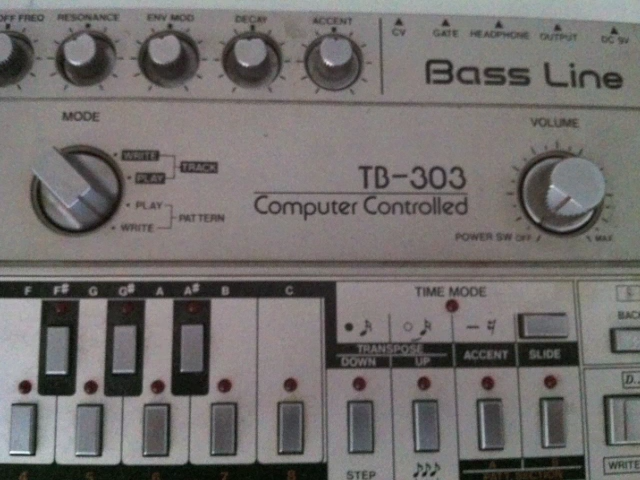 OFF FREQ RESONANCE ENV MOD DECAY ACCENT
CV GATE HEADPHONE OUTPUT DC 9V
Bass Line
MODE
VOLUME
WRITE
TRACK
PLAY
PLAY
PATTERN
WRITE
TB-303
Computer Controlled
POWER SW OFF MAX
F F# G G# A A# B C
TIME MODE
BACK
TRANSPOSE
DOWN UP ACCENT SLIDE
STEP
WRITE
4 5 6 7 8